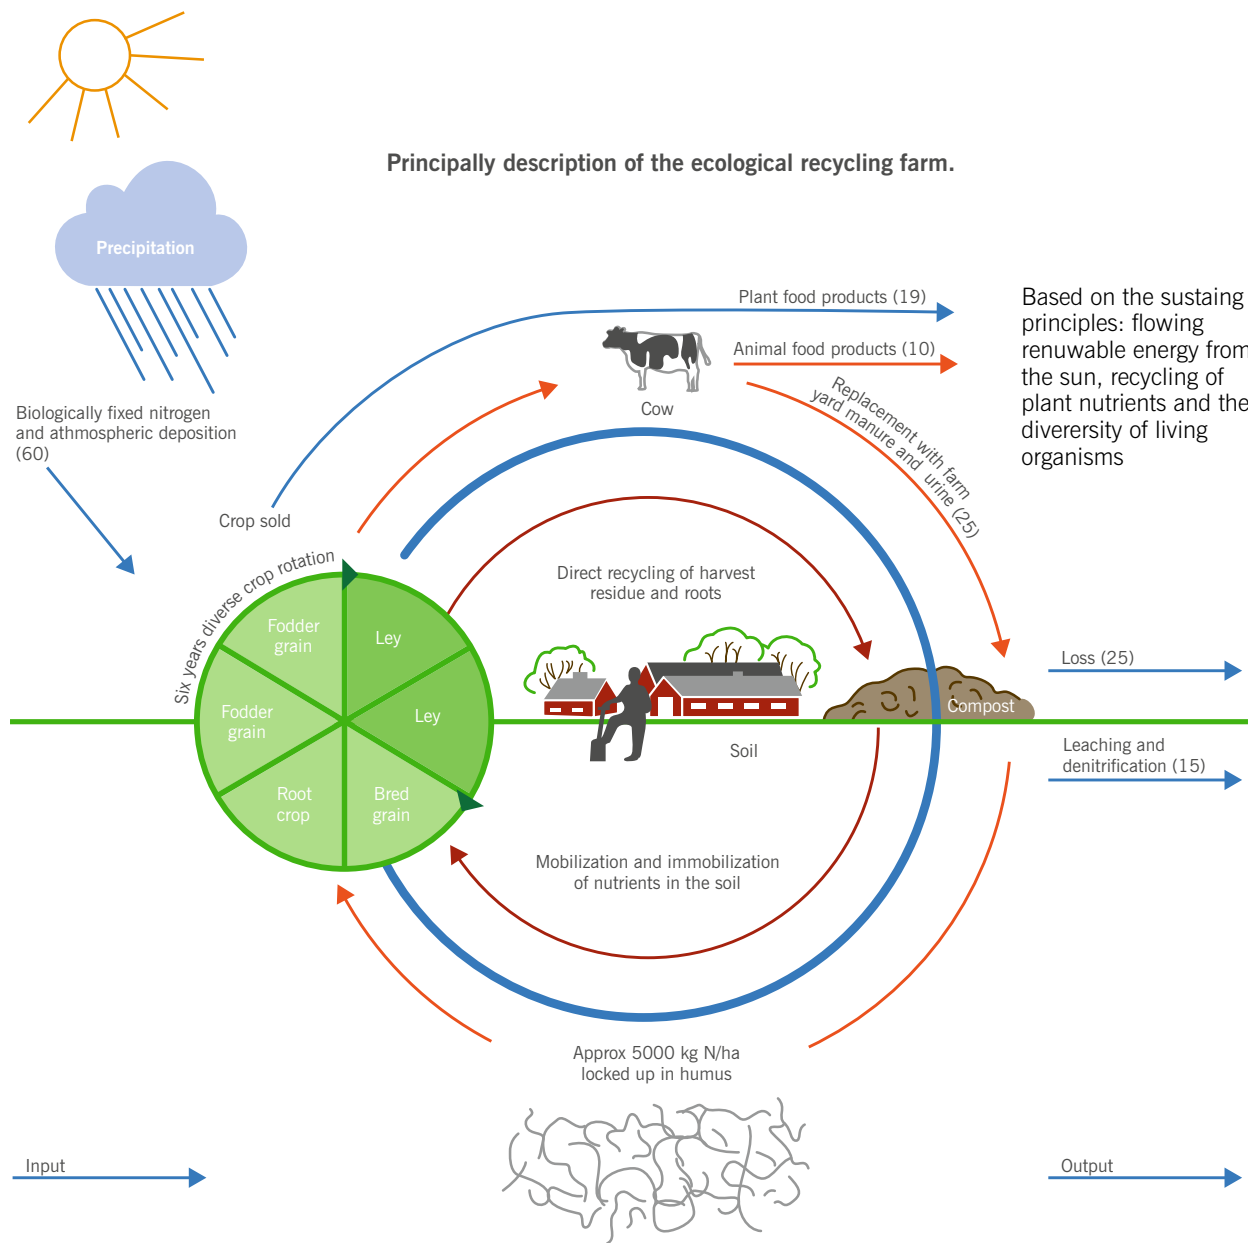 Principally description of the ecological recycling farm.
Precipitation
Plant food products (19)
Animal food products (10)
Based on the sustaing
principles: flowing
renuwable energy from
the sun, recycling of
plant nutrients and the
diverersity of living
organisms
Cow
Replacement with farm
yard manure and urine (25)
Biologically fixed nitrogen
and athmospheric deposition
(60)
Crop sold
Six years diverse crop rotation
Direct recycling of harvest
residue and roots
Fodder
grain
Ley
Fodder
grain
Ley
Root
crop
Bred
grain
Loss (25)
Compost
Soil
Leaching and
denitrification (15)
Mobilization and immobilization
of nutrients in the soil
Approx 5000 kg N/ha
locked up in humus
Input
Output